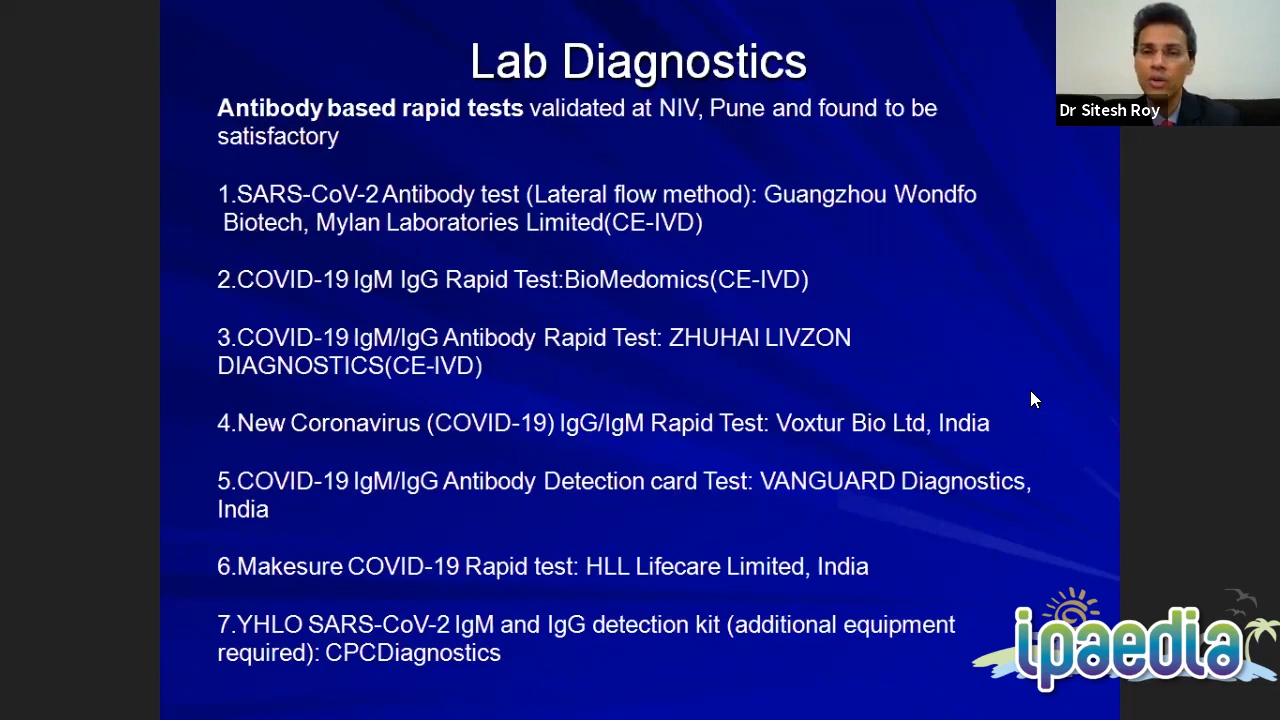 Lab Diagnostics
Dr Sitesh Roy
Antibody based rapid tests validated at NIV, Pune and found to be
satisfactory
1.SARS-CoV-2 Antibody test (Lateral flow method): Guangzhou Wondfo
Biotech, Mylan Laboratories Limited(CE-IVD)
2.COVID-19 IgM IgG Rapid Test:BioMedomics(CE-IVD)
3.COVID-19 IgM/IgG Antibody Rapid Test: ZHUHAI LIVZON
DIAGNOSTICS(CE-IVD)
4.New Coronavirus (COVID-19) IgG/IgM Rapid Test: Voxtur Bio Ltd, India
5.COVID-19 IgM/IgG Antibody Detection card Test: VANGUARD Diagnostics,
India
6.Makesure COVID-19 Rapid test: HLL Lifecare Limited, India
7.YHLO SARS-CoV-2 IgM and IgG detection kit (additional equipment
required): CPCDiagnostics
ipaedia